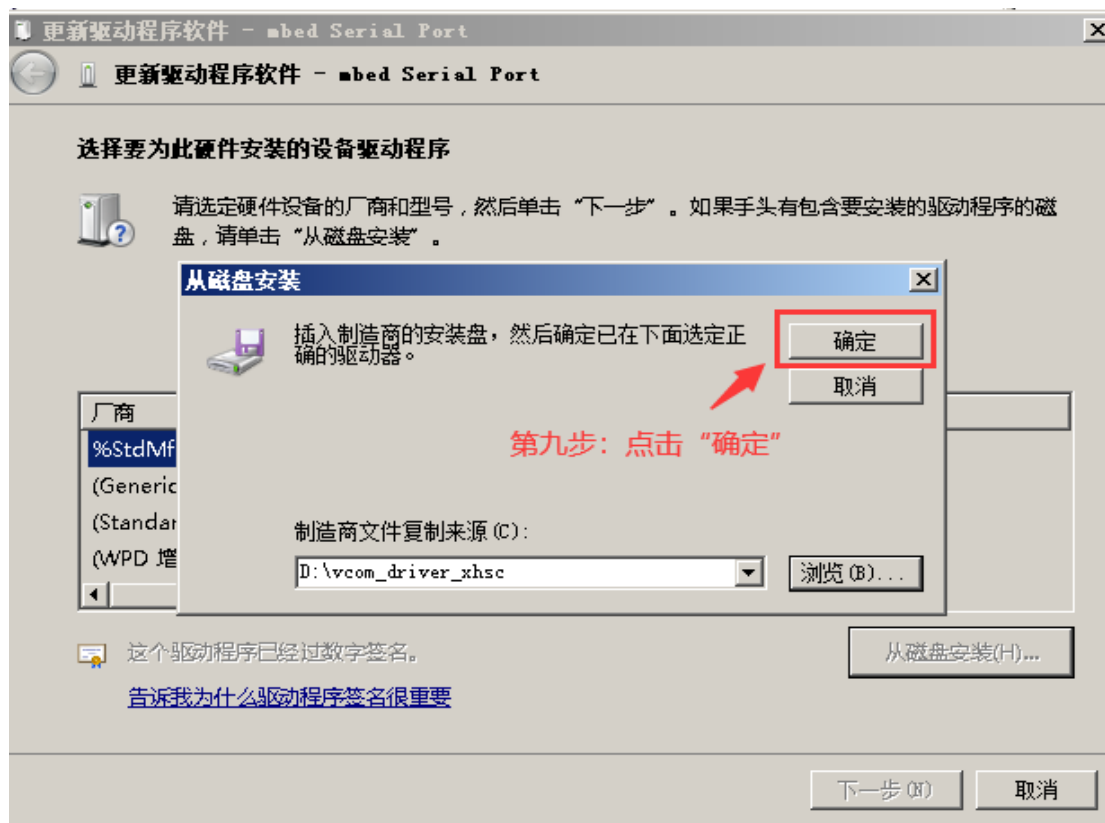 更新驱动程序软件 - mbed Serial Port
更新驱动程序软件 - mbed Serial Port
选择要为此硬件安装的设备驱动程序
请选定硬件设备的厂商和型号，然后单击“下一步”。如果手头有包含要安装的驱动程序的磁
盘，请单击“从磁盘安装”。
从磁盘安装
插入制造商的安装盘，然后确定已在下面选定正
确的驱动器。
确定
取消
第九步：点击“确定”
厂商
%StdMf
(Generic
(Standar
(WPD 增
制造商文件复制来源(C):
D:\vcom_driver_xhsc
浏览(B)...
这个驱动程序已经过数字签名。
从磁盘安装(H)...
告诉我为什么驱动程序签名很重要
下一步(N)
取消